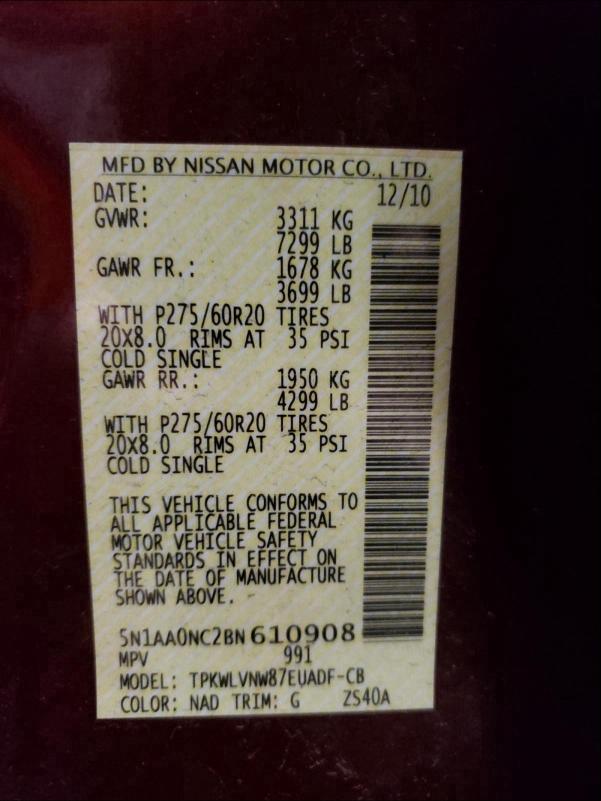 MFD BY NISSAN MOTOR CO., LTD.
DATE: 12/10
GVWR: 3311 KG
7299 LB
GAWR FR.: 1678 KG
3699 LB
WITH P275/60R20 TIRES
20X8.0 RIMS AT 35 PSI
COLD SINGLE
GAWR RR.: 1950 KG
4299 LB
WITH P275/60R20 TIRES
20X8.0 RIMS AT 35 PSI
COLD SINGLE
THIS VEHICLE CONFORMS TO
ALL APPLICABLE FEDERAL
MOTOR VEHICLE SAFETY
STANDARDS IN EFFECT ON
THE DATE OF MANUFACTURE
SHOWN ABOVE.
5N1AA0NC2BN610908
MPV 991
MODEL: TPKWLVNW87EUADF-CB
COLOR: NAD TRIM: G ZS40A